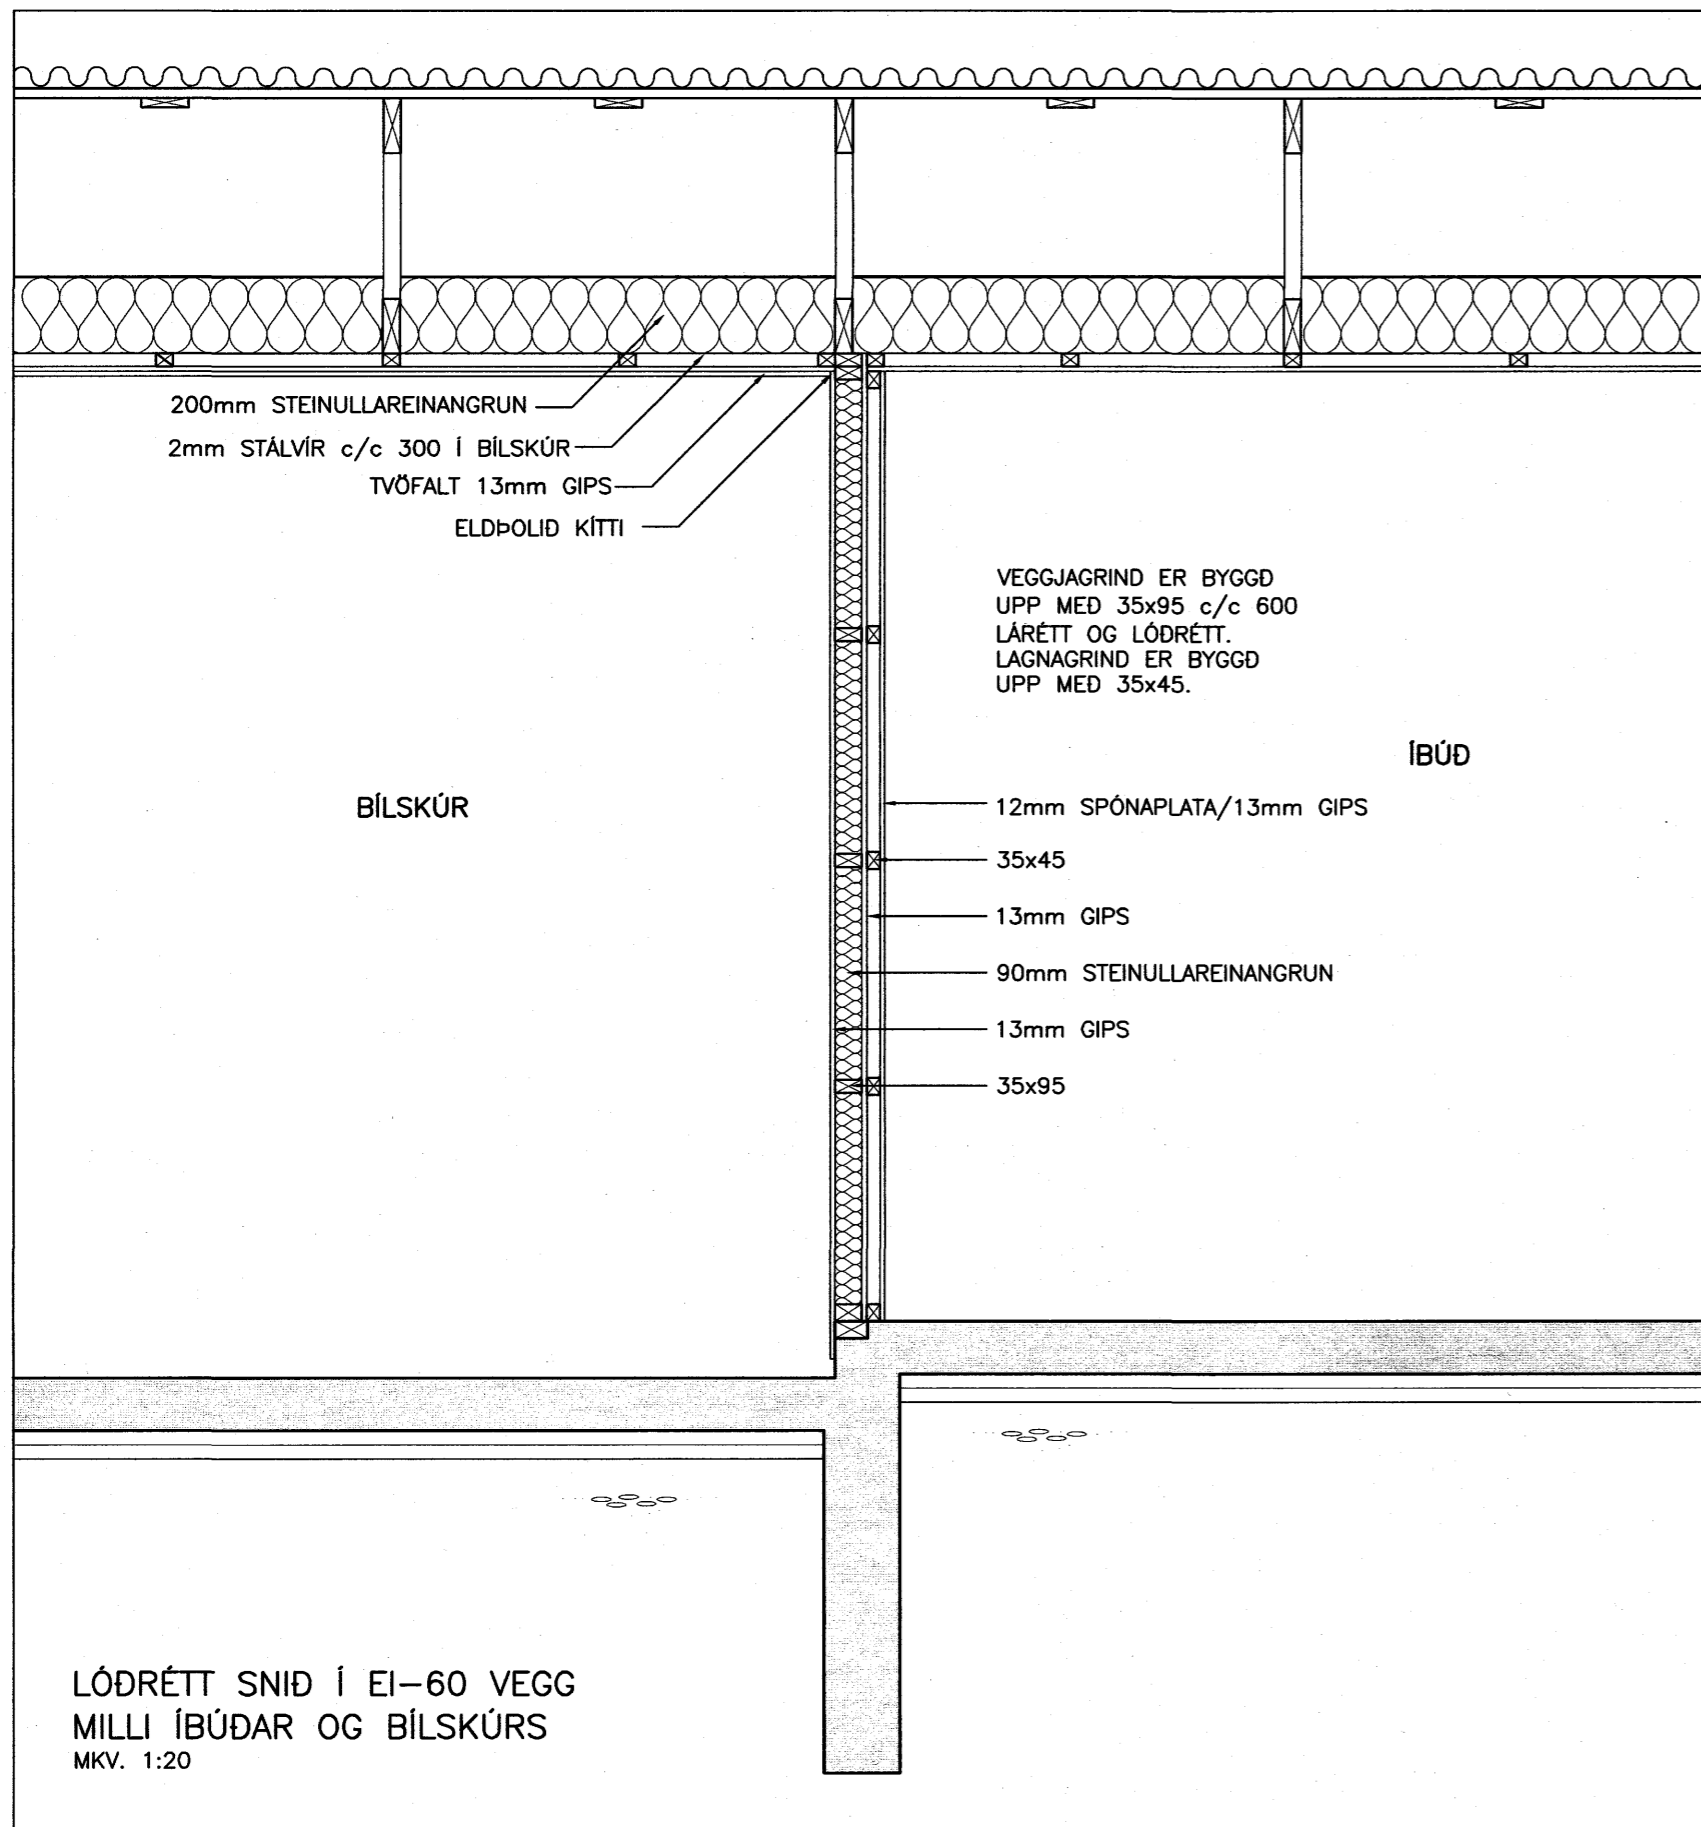 200mm STEINULLAREINANGRUN
2mm STÁLVÍR c/c 300 Í BÍLSKÚR
TVÖFALT 13mm GIPS
ELDÞOLIÐ KÍTTI
VEGGJAGRIND ER BYGGÐ
UPP MEÐ 35x95 c/c 600
LÁRÉTT OG LÓÐRÉTT.
LAGNAGRIND ER BYGGÐ
UPP MEÐ 35x45.
ÍBÚÐ
BÍLSKÚR
12mm SPÓNAPLATA/13mm GIPS
35x45
13mm GIPS
90mm STEINULLAREINANGRUN
13mm GIPS
35x95
LÓÐRÉTT SNIÐ Í EI-60 VEGG
MILLI ÍBÚÐAR OG BÍLSKÚRS
MKV. 1:20